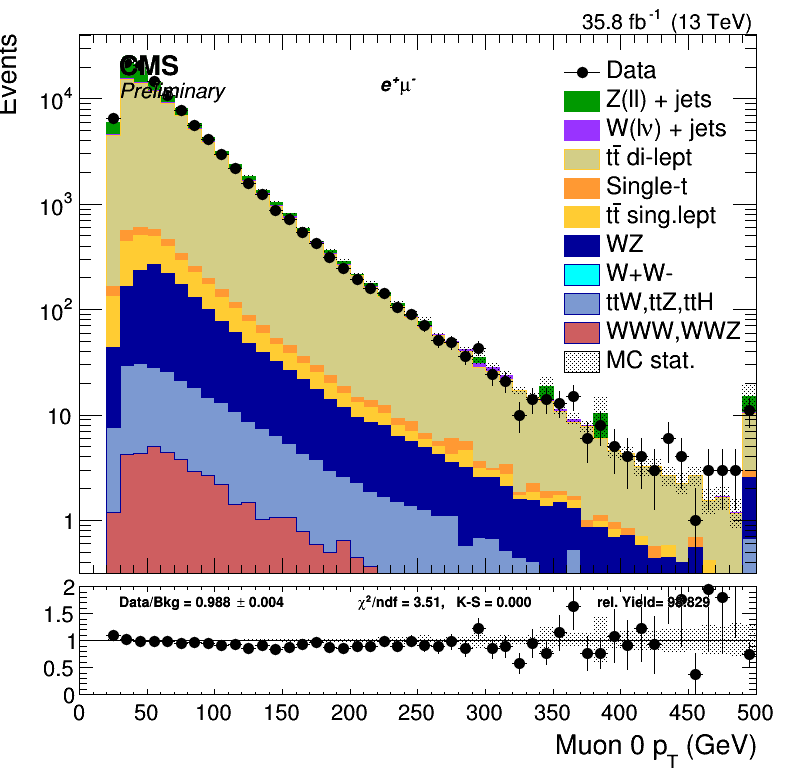 35.8 fb⁻¹ (13 TeV)
Events
CMS
Preliminary
e⁺μ⁻
Data
Z(ll) + jets
W(lν) + jets
tt̄ di-lept
Single-t
tt̄ sing.lept
WZ
W+W-
ttW,ttZ,ttH
WWW,WWZ
MC stat.
10⁴
10³
10²
10
1
Data/Bkg = 0.988 ± 0.004
χ²/ndf = 3.51, K-S = 0.000
rel. Yield= 98.829
2
1.5
1
0.5
0
0 50 100 150 200 250 300 350 400 450 500
Muon 0 p_T (GeV)